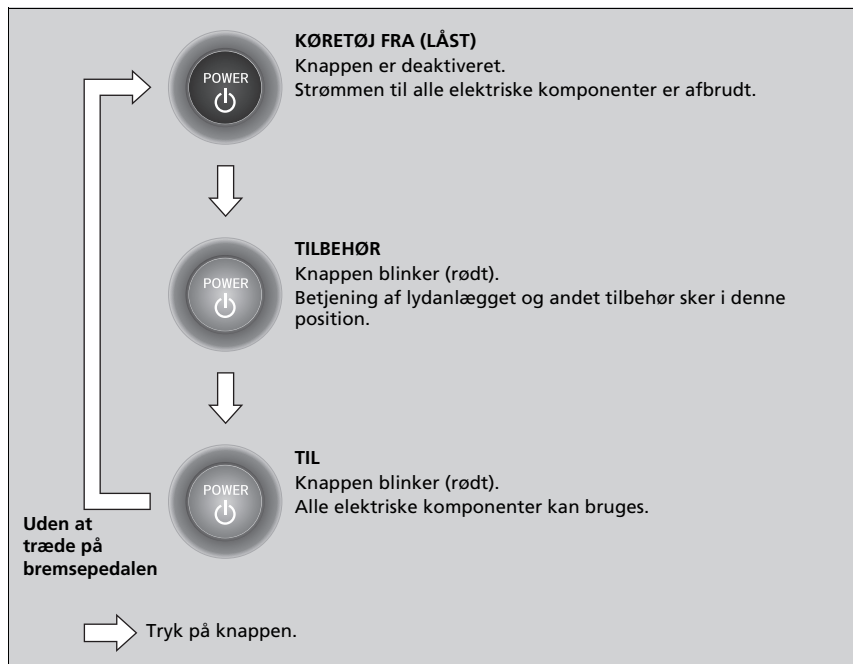 KØRETØJ FRA (LÅST)
POWER
Knappen er deaktiveret.
Strømmen til alle elektriske komponenter er afbrudt.
TILBEHØR
POWER
Knappen blinker (rødt).
Betjening af lydanlægget og andet tilbehør sker i denne
position.
TIL
POWER
Knappen blinker (rødt).
Alle elektriske komponenter kan bruges.
Uden at
træde på
bremsepedalen
Tryk på knappen.